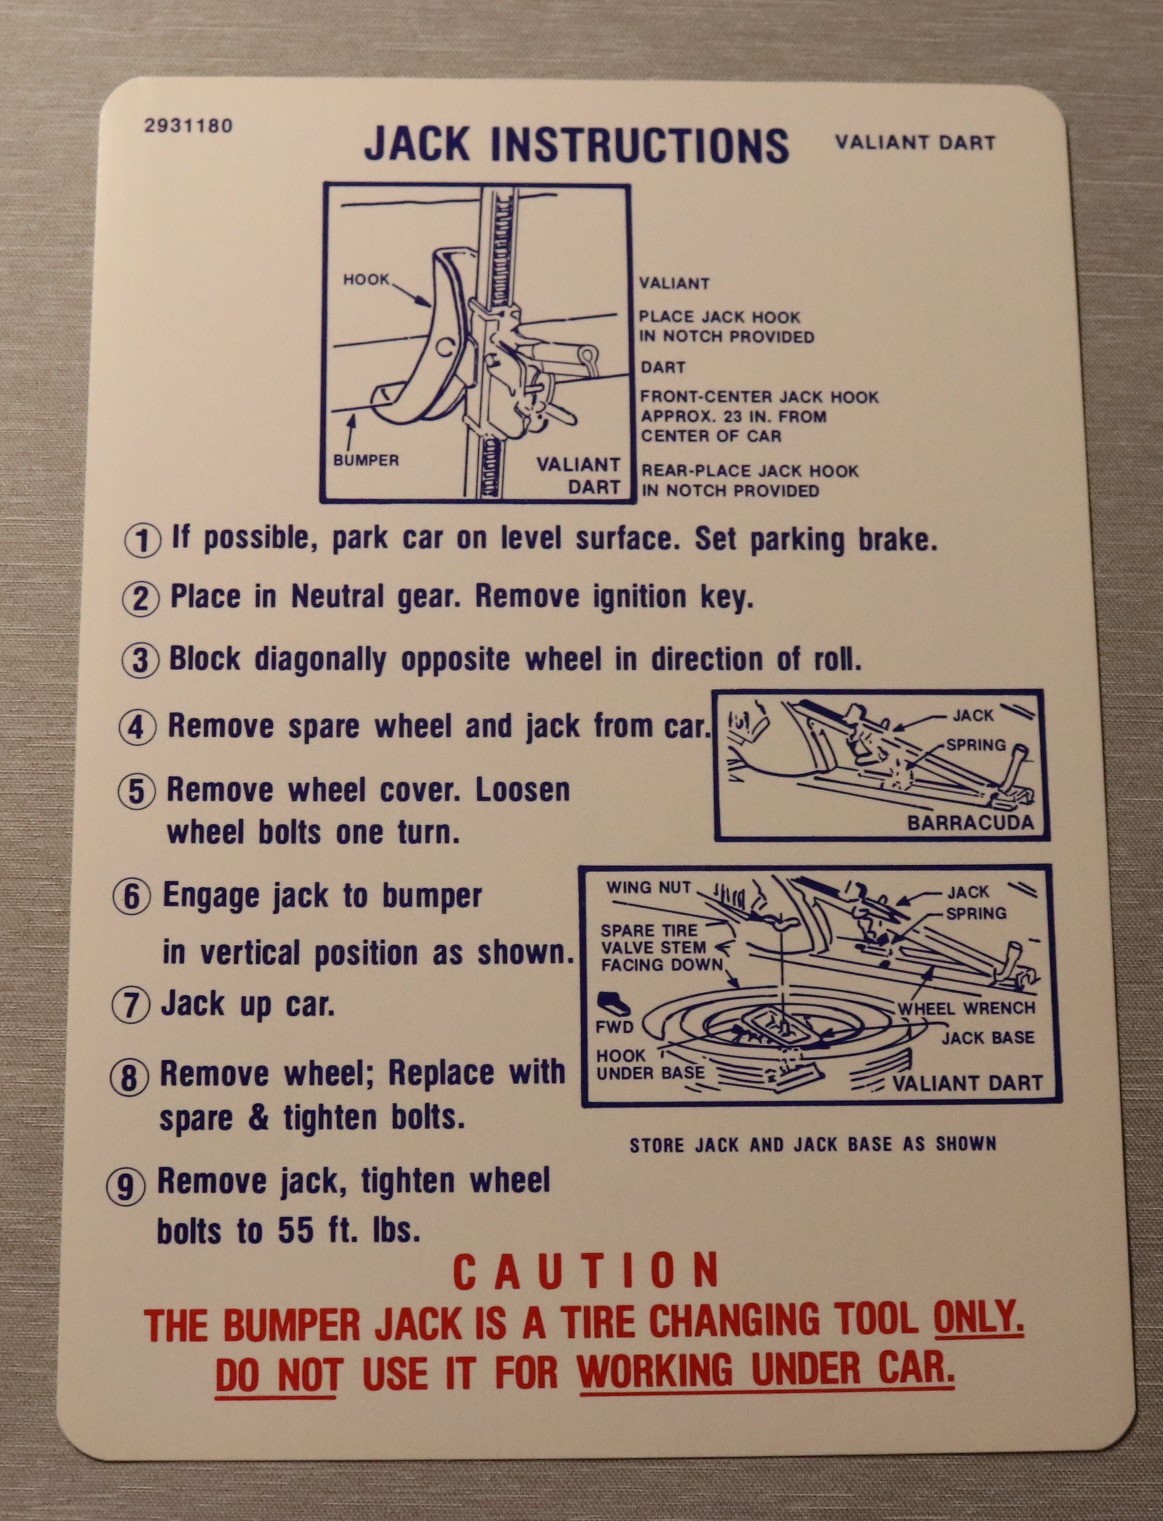 2931180
JACK INSTRUCTIONS
VALIANT DART
HOOK
BUMPER
VALIANT
DART
VALIANT
PLACE JACK HOOK
IN NOTCH PROVIDED
DART
FRONT-CENTER JACK HOOK
APPROX. 23 IN. FROM
CENTER OF CAR
REAR-PLACE JACK HOOK
IN NOTCH PROVIDED
1 If possible, park car on level surface. Set parking brake.
2 Place in Neutral gear. Remove ignition key.
3 Block diagonally opposite wheel in direction of roll.
4 Remove spare wheel and jack from car.
JACK
SPRING
BARRACUDA
5 Remove wheel cover. Loosen
wheel bolts one turn.
6 Engage jack to bumper
in vertical position as shown.
7 Jack up car.
8 Remove wheel; Replace with
spare & tighten bolts.
WING NUT
JACK
SPRING
SPARE TIRE
VALVE STEM
FACING DOWN
FWD
WHEEL WRENCH
JACK BASE
HOOK
UNDER BASE
VALIANT DART
STORE JACK AND JACK BASE AS SHOWN
9 Remove jack, tighten wheel
bolts to 55 ft. lbs.
CAUTION
THE BUMPER JACK IS A TIRE CHANGING TOOL ONLY.
DO NOT USE IT FOR WORKING UNDER CAR.